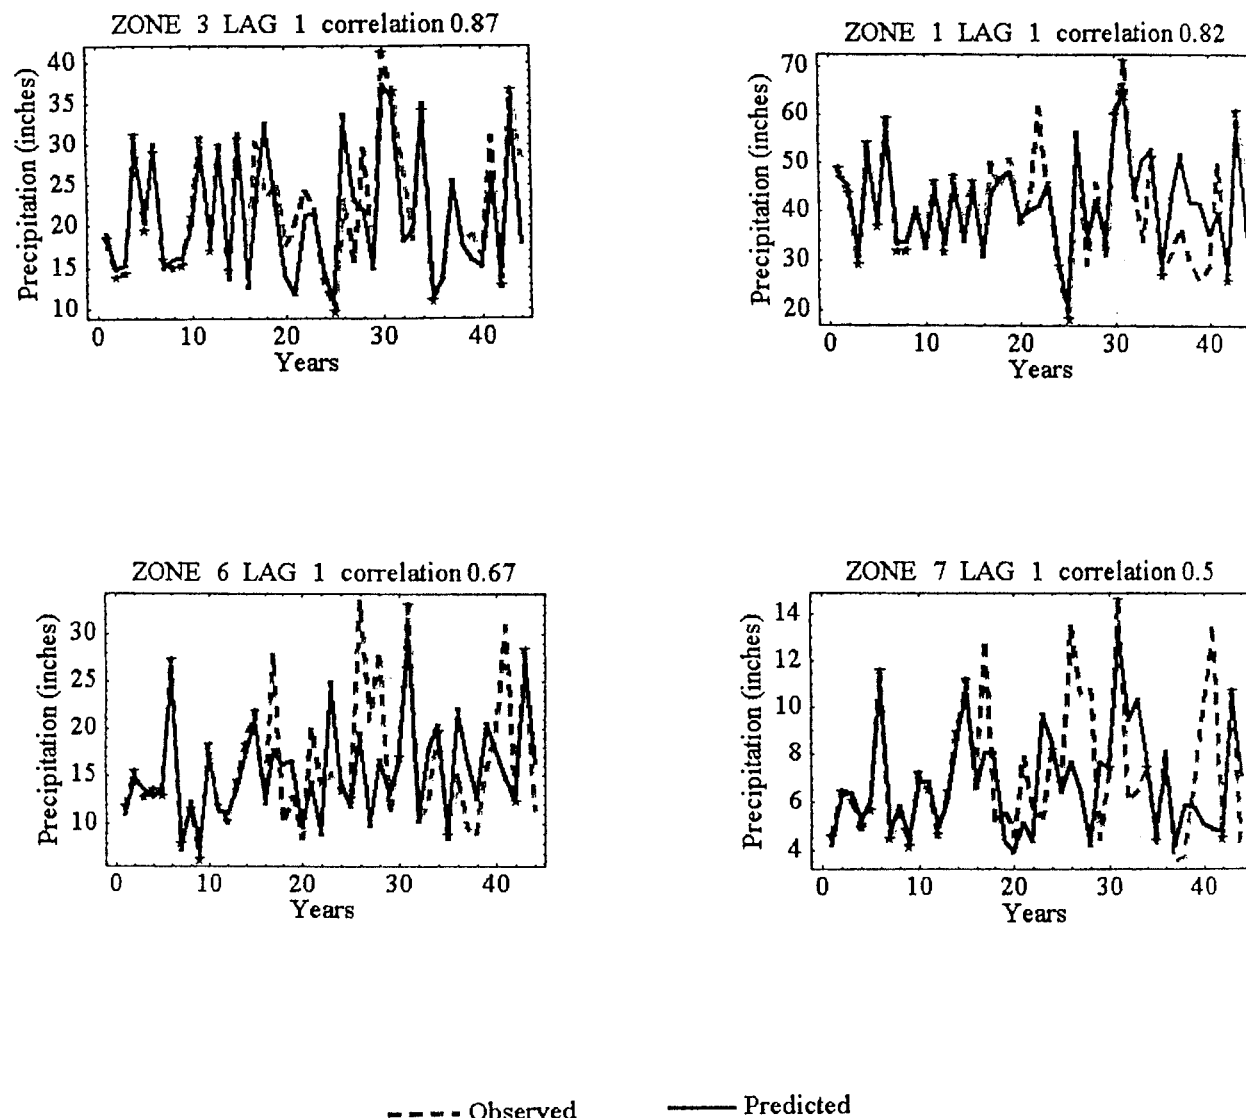 ZONE 3 LAG 1 correlation 0.87
Precipitation (inches)
40
35
30
25
20
15
10
0 10 20 30 40
Years
ZONE 1 LAG 1 correlation 0.82
Precipitation (inches)
70
60
50
40
30
20
0 10 20 30 40
Years
ZONE 6 LAG 1 correlation 0.67
Precipitation (inches)
30
25
20
15
10
0 10 20 30 40
Years
ZONE 7 LAG 1 correlation 0.5
Precipitation (inches)
14
12
10
8
6
4
0 10 20 30 40
Years
Observed
Predicted